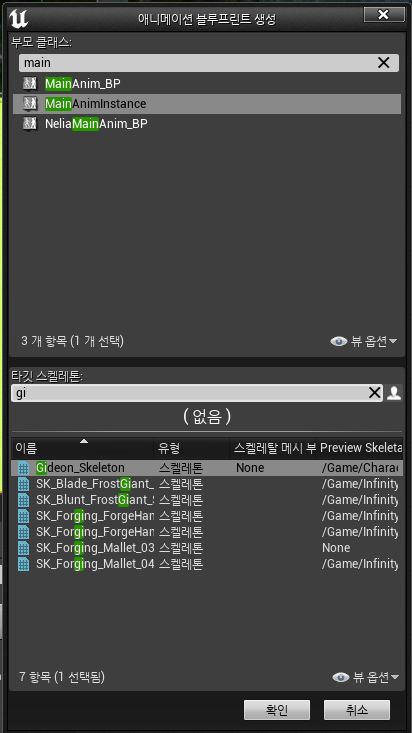 애니메이션 블루프린트 생성
부모 클래스:
main
MainAnim_BP
MainAnimInstance
NeliaMainAnim_BP
3 개 항목 (1 개 선택)
뷰 옵션
타깃 스켈레톤:
gi
( 없음 )
이름 유형 스켈레탈 메시 부 Preview Skeleta
Gideon_Skeleton 스켈레톤 None /Game/Charac
SK_Blade_FrostGiant_ 스켈레톤 /Game/Infinity
SK_Blunt_FrostGiant_S 스켈레톤 /Game/Infinity
SK_Forging_ForgeHan 스켈레톤 /Game/Infinity
SK_Forging_ForgeHan 스켈레톤 /Game/Infinity
SK_Forging_Mallet_03 스켈레톤 None
SK_Forging_Mallet_04 스켈레톤 /Game/Infinity
7 항목 (1 선택됨)
뷰 옵션
확인 취소